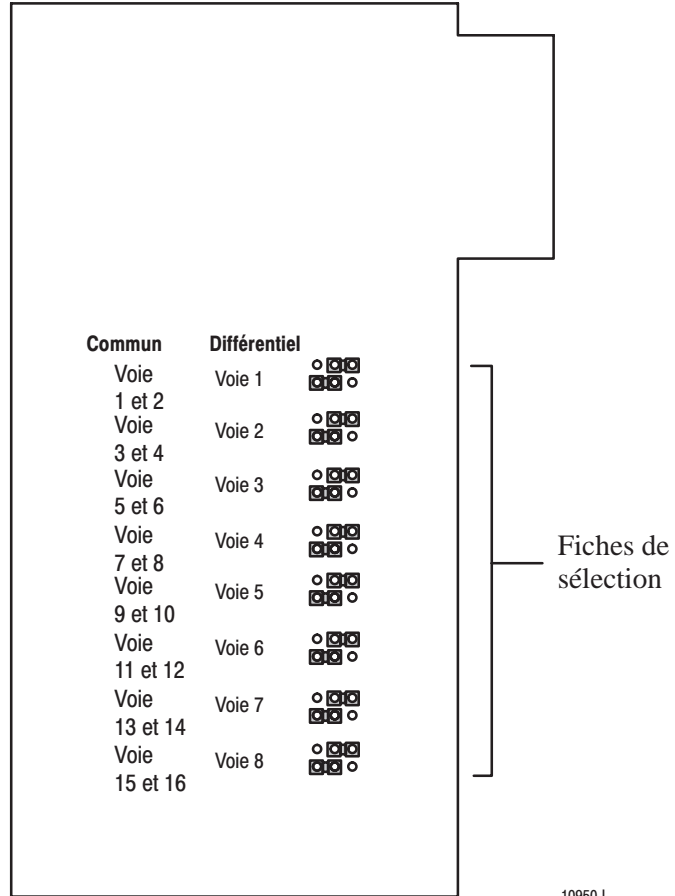 Commun Différentiel
Voie Voie 1
1 et 2
Voie Voie 2
3 et 4
Voie Voie 3
5 et 6
Voie Voie 4
7 et 8
Voie Voie 5
9 et 10
Voie Voie 6
11 et 12
Voie Voie 7
13 et 14
Voie Voie 8
15 et 16
Fiches de
sélection